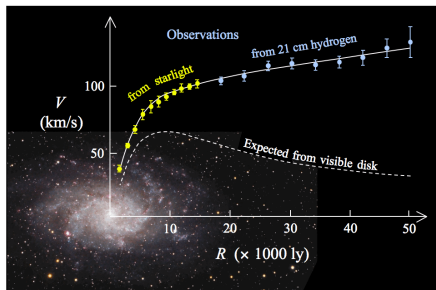 Observations
from 21 cm hydrogen
from starlight
100
V
(km/s)
50
Expected from visible disk
10
20
30
40
50
R (× 1000 ly)